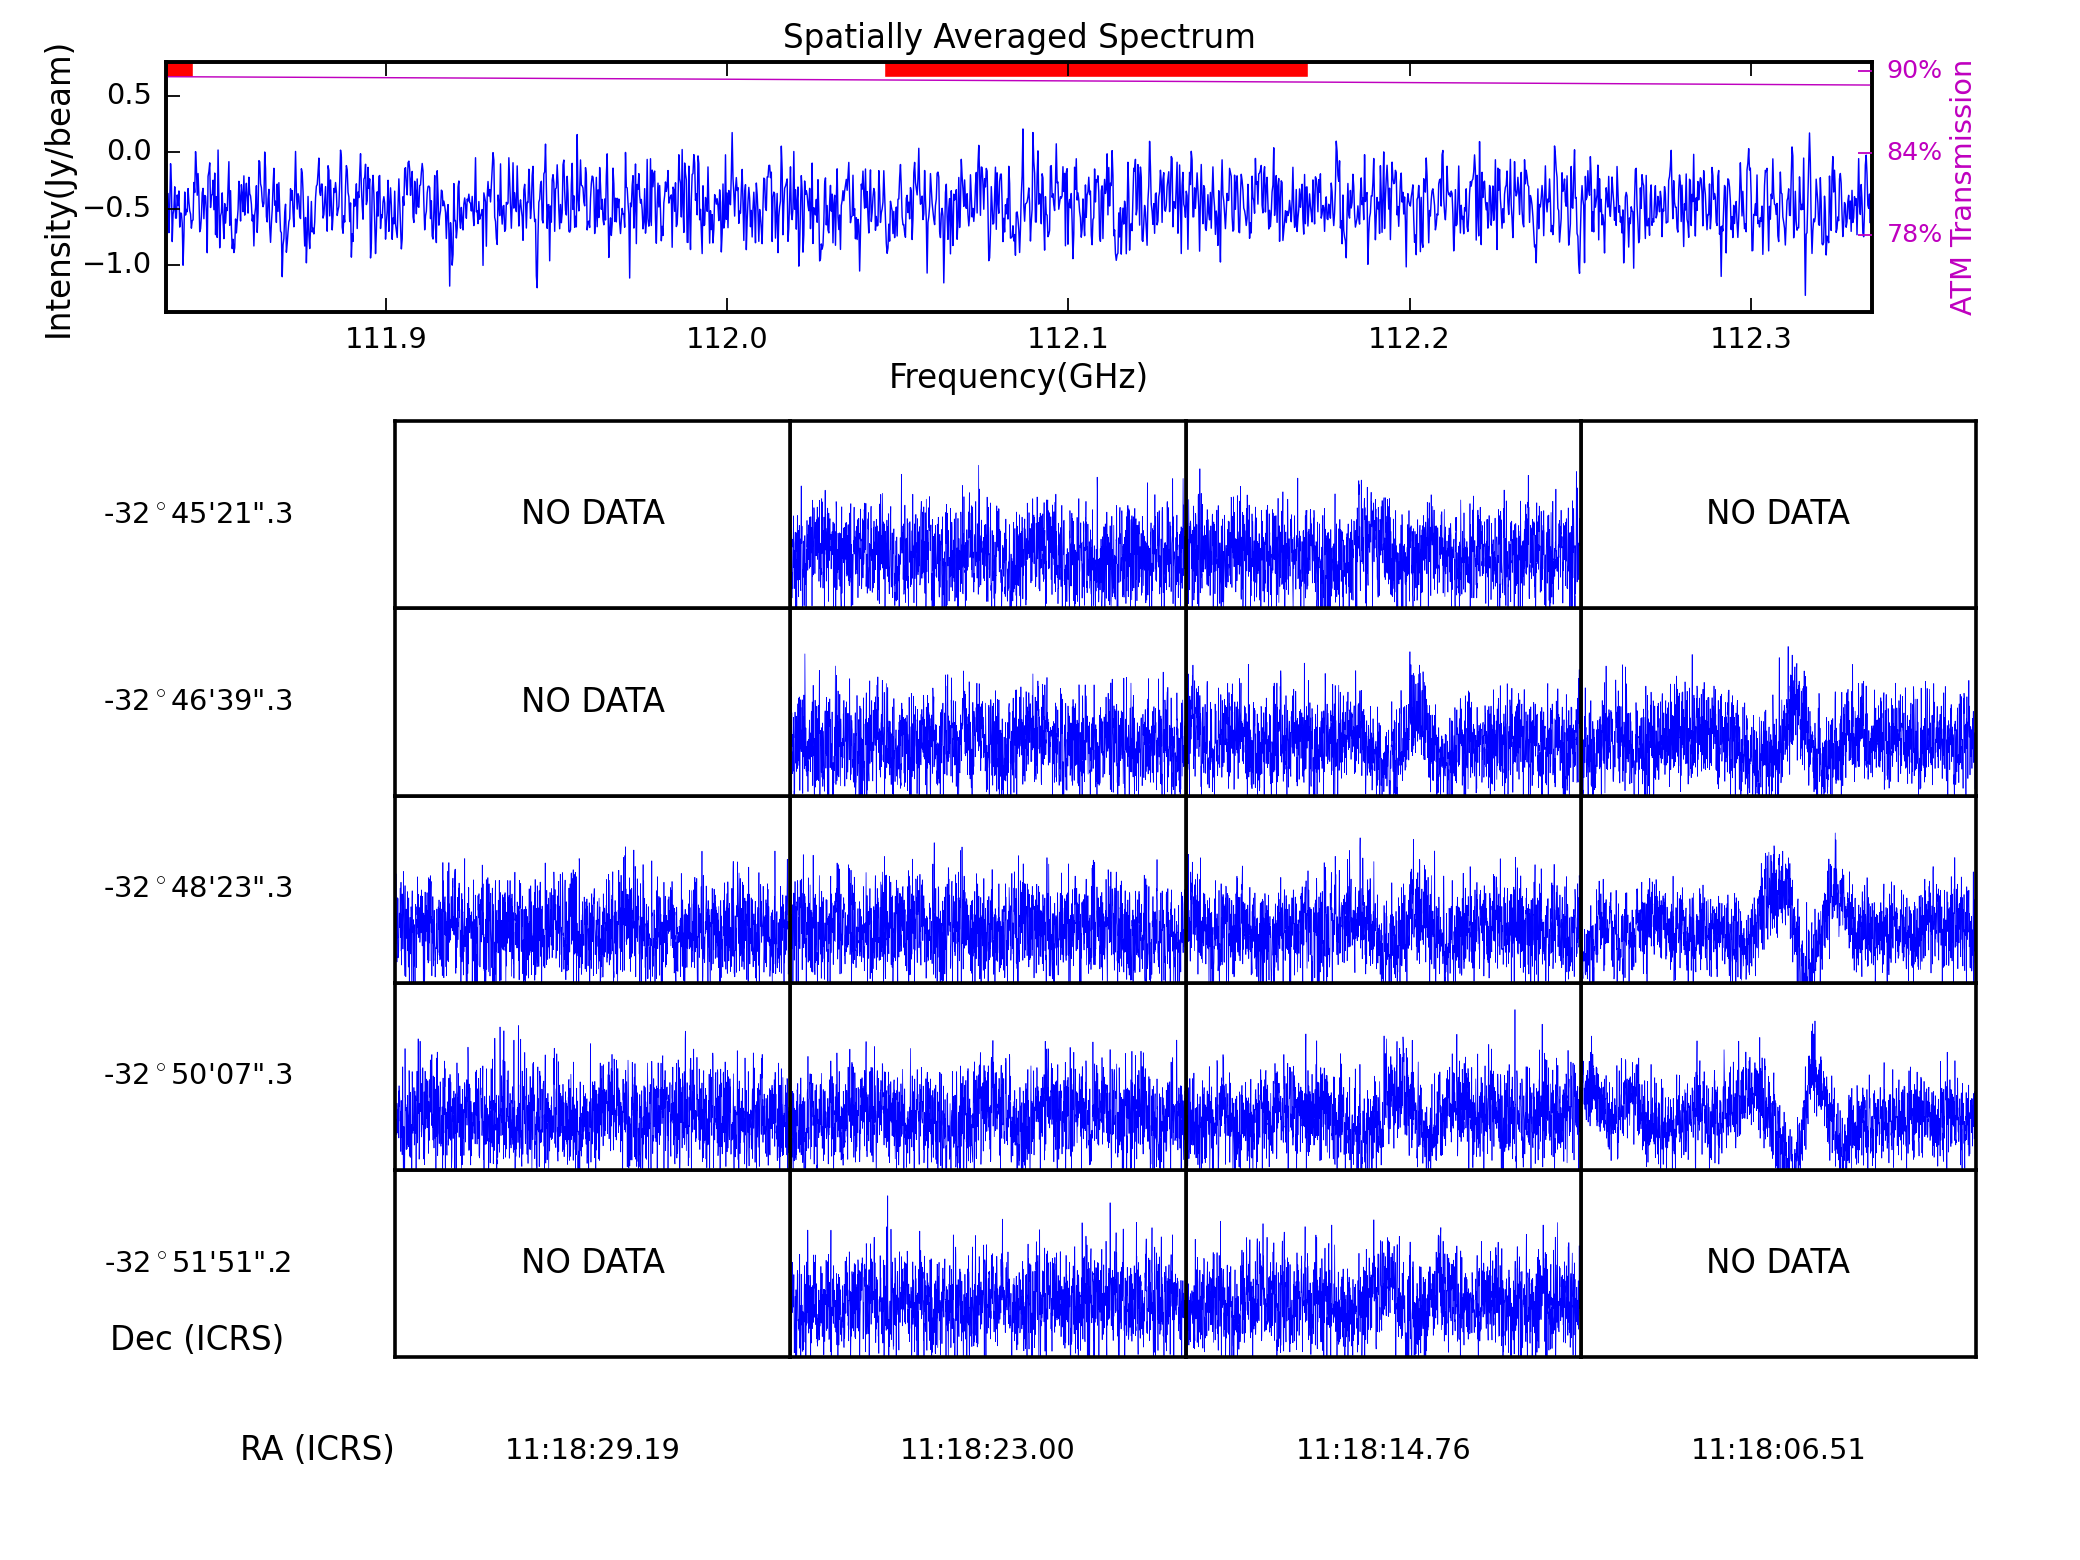 Spatially Averaged Spectrum
Intensity(Jy/beam)
0.5
0.0
−0.5
−1.0
90%
84%
78%
ATM Transmission
111.9 112.0 112.1 112.2 112.3
Frequency(GHz)
-32°45'21".3 NO DATA NO DATA
-32°46'39".3 NO DATA
-32°48'23".3
-32°50'07".3
-32°51'51".2 NO DATA NO DATA
Dec (ICRS)
RA (ICRS) 11:18:29.19 11:18:23.00 11:18:14.76 11:18:06.51